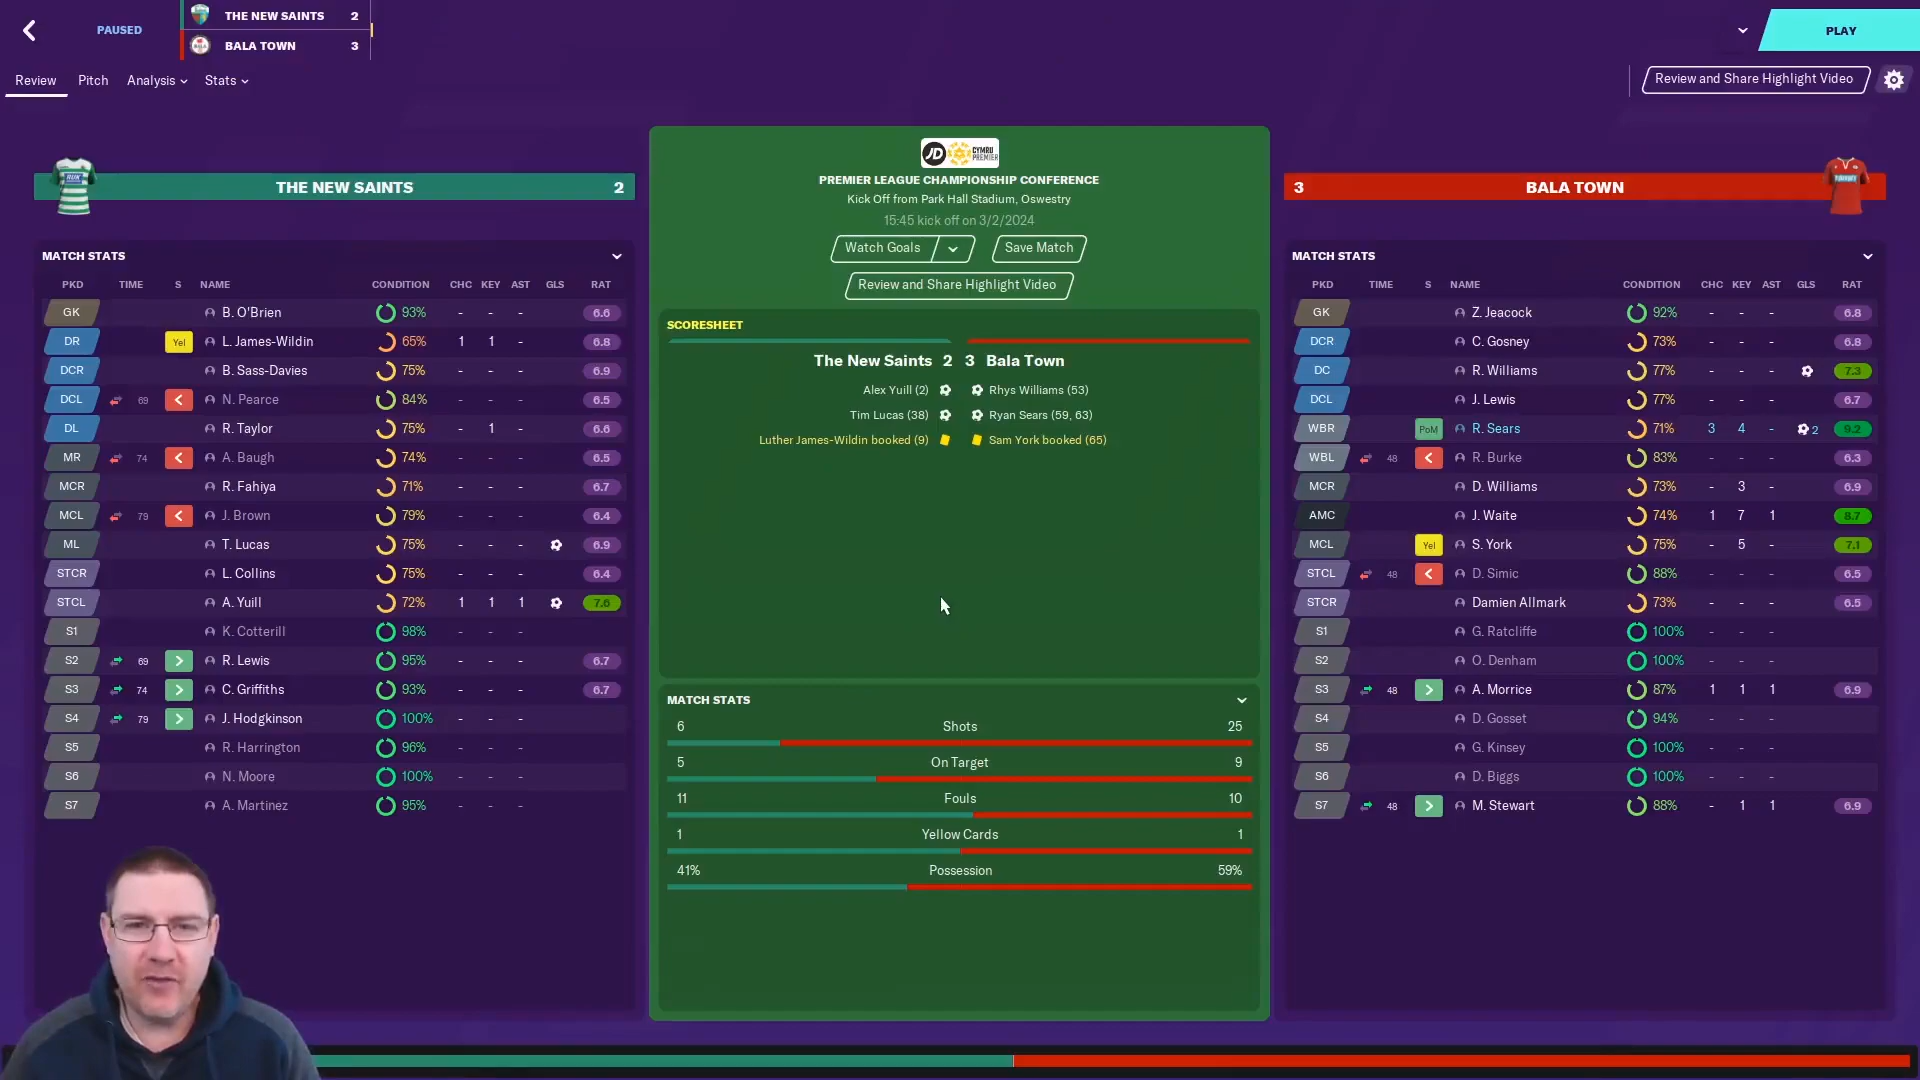 PAUSED
THE NEW SAINTS 2
BALA TOWN 3
PLAY
Review Pitch Analysis Stats
Review and Share Highlight Video
THE NEW SAINTS 2
MATCH STATS
PKD TIME S NAME CONDITION CHC KEY AST GLS RAT
GK B. O'Brien 93% - - - 6.6
DR Yel L. James-Wildin 65% 1 1 - 6.8
DCR B. Sass-Davies 75% - - - 6.9
DCL 69 N. Pearce 84% - - - 6.5
DL R. Taylor 75% - 1 - 6.6
MR 74 A. Baugh 74% - - - 6.5
MCR R. Fahiya 71% - - - 6.7
MCL 79 J. Brown 79% - - - 6.4
ML T. Lucas 75% - - - 6.9
STCR L. Collins 75% - - - 6.4
STCL A. Yuill 72% 1 1 1 7.6
S1 K. Cotterill 98% - - -
S2 69 R. Lewis 95% - - - 6.7
S3 74 C. Griffiths 93% - - - 6.7
S4 79 J. Hodgkinson 100% - - -
S5 R. Harrington 96% - - -
S6 N. Moore 100% - - -
S7 A. Martinez 95% - - -
JD CYMRU PREMIER
PREMIER LEAGUE CHAMPIONSHIP CONFERENCE
Kick Off from Park Hall Stadium, Oswestry
15:45 kick off on 3/2/2024
Watch Goals Save Match
Review and Share Highlight Video
SCORESHEET
The New Saints 2 3 Bala Town
Alex Yuill (2) Rhys Williams (53)
Tim Lucas (38) Ryan Sears (59, 63)
Luther James-Wildin booked (9) Sam York booked (65)
MATCH STATS
6 Shots 25
5 On Target 9
11 Fouls 10
1 Yellow Cards 1
41% Possession 59%
3 BALA TOWN
MATCH STATS
PKD TIME S NAME CONDITION CHC KEY AST GLS RAT
GK Z. Jeacock 92% - - - 6.8
DCR C. Gosney 73% - - - 6.8
DC R. Williams 77% - - - 7.3
DCL J. Lewis 77% - - - 6.7
WBR PoM R. Sears 71% 3 4 - 2 9.2
WBL 48 R. Burke 83% - - - 6.3
MCR D. Williams 73% - 3 - 6.9
AMC J. Waite 74% 1 7 1 8.7
MCL Yel S. York 75% - 5 - 7.1
STCL 48 D. Simic 88% - - - 6.5
STCR Damien Allmark 73% - - - 6.5
S1 G. Ratcliffe 100% - - -
S2 O. Denham 100% - - -
S3 48 A. Morrice 87% 1 1 1 6.9
S4 D. Gosset 94% - - -
S5 G. Kinsey 100% - - -
S6 D. Biggs 100% - - -
S7 48 M. Stewart 88% - 1 1 6.9